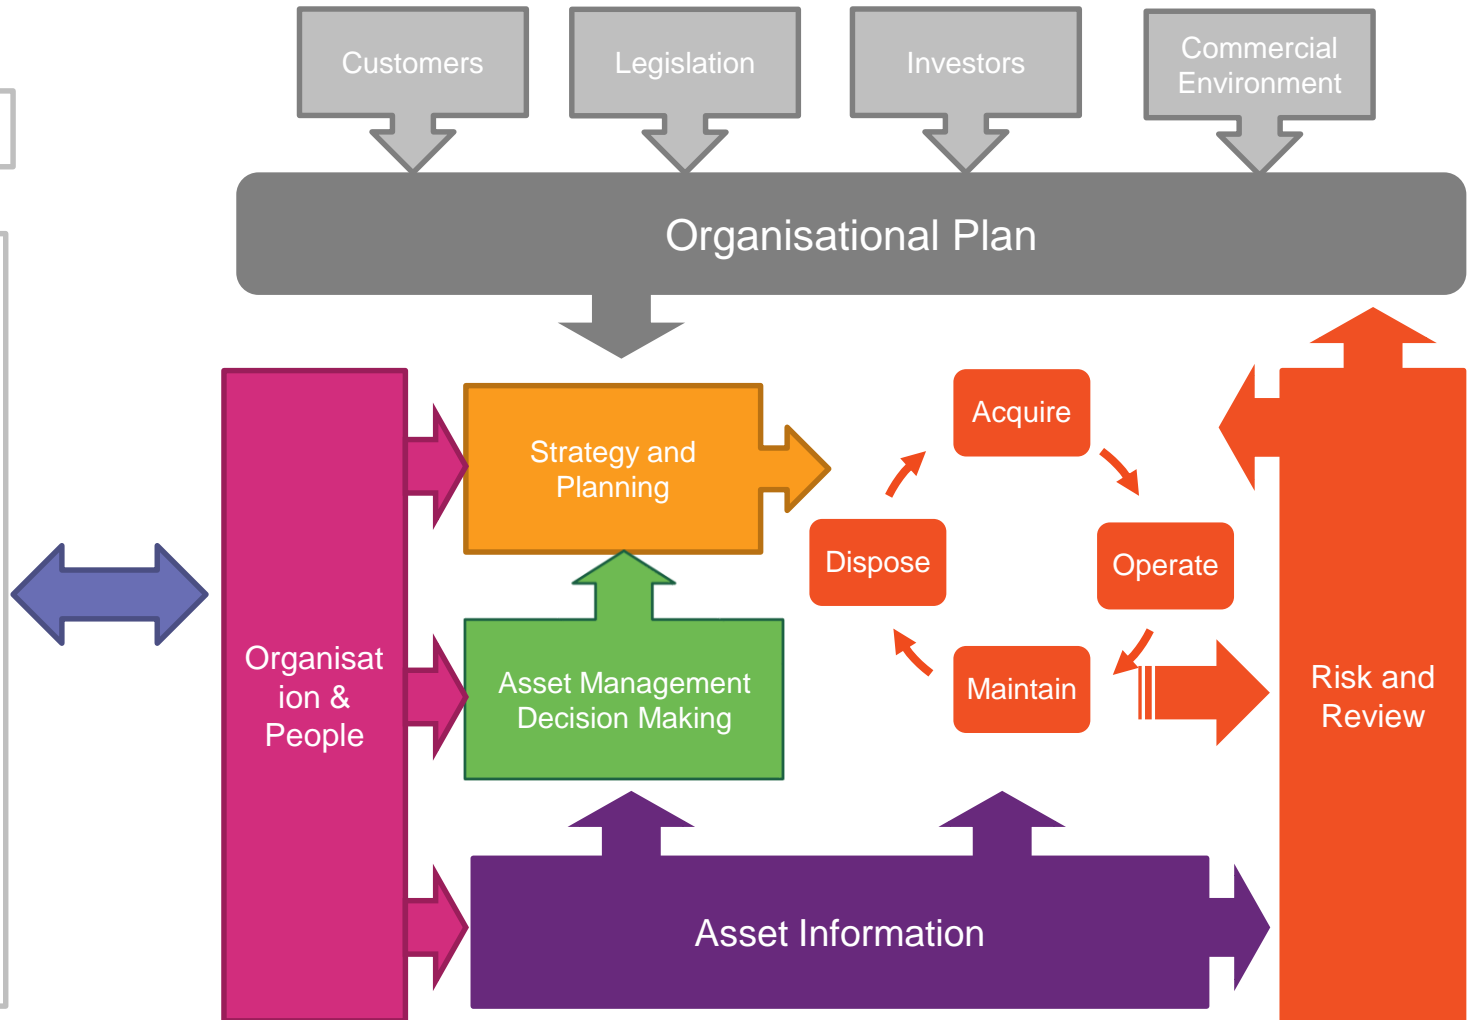 Customers
Legislation
Investors
Commercial
Environment
Organisational Plan
Strategy and
Planning
Acquire
Dispose
Operate
Maintain
Organisat
ion &
People
Asset Management
Decision Making
Risk and
Review
Asset Information